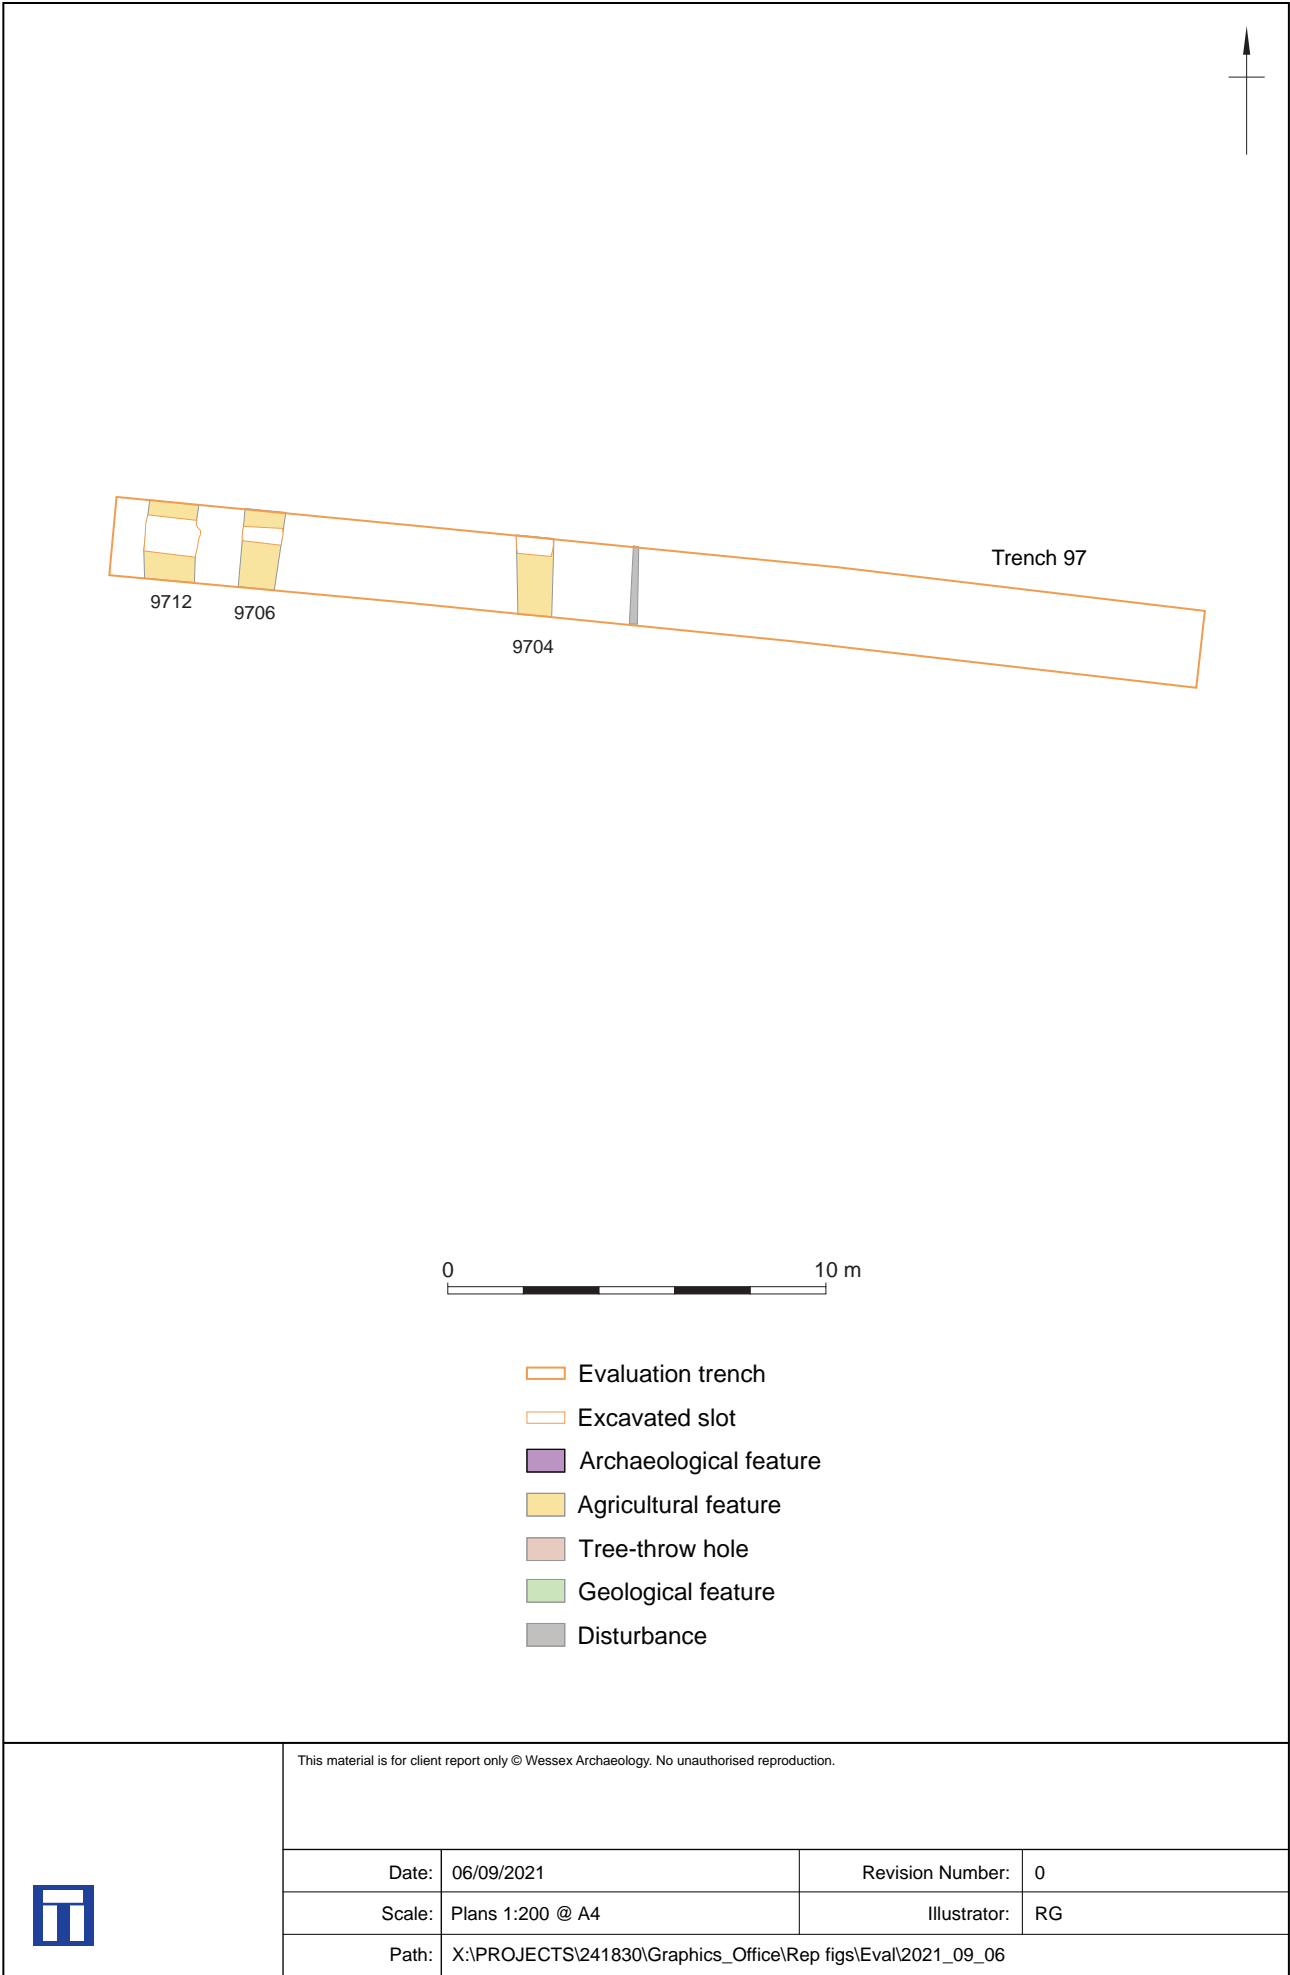 Trench 97
9712
9706
9704
0 10 m
Evaluation trench
Excavated slot
Archaeological feature
Agricultural feature
Tree-throw hole
Geological feature
Disturbance
This material is for client report only © Wessex Archaeology. No unauthorised reproduction.
Date: 06/09/2021 Revision Number: 0
Scale: Plans 1:200 @ A4 Illustrator: RG
Path: X:\PROJECTS\241830\Graphics_Office\Rep figs\Eval\2021_09_06